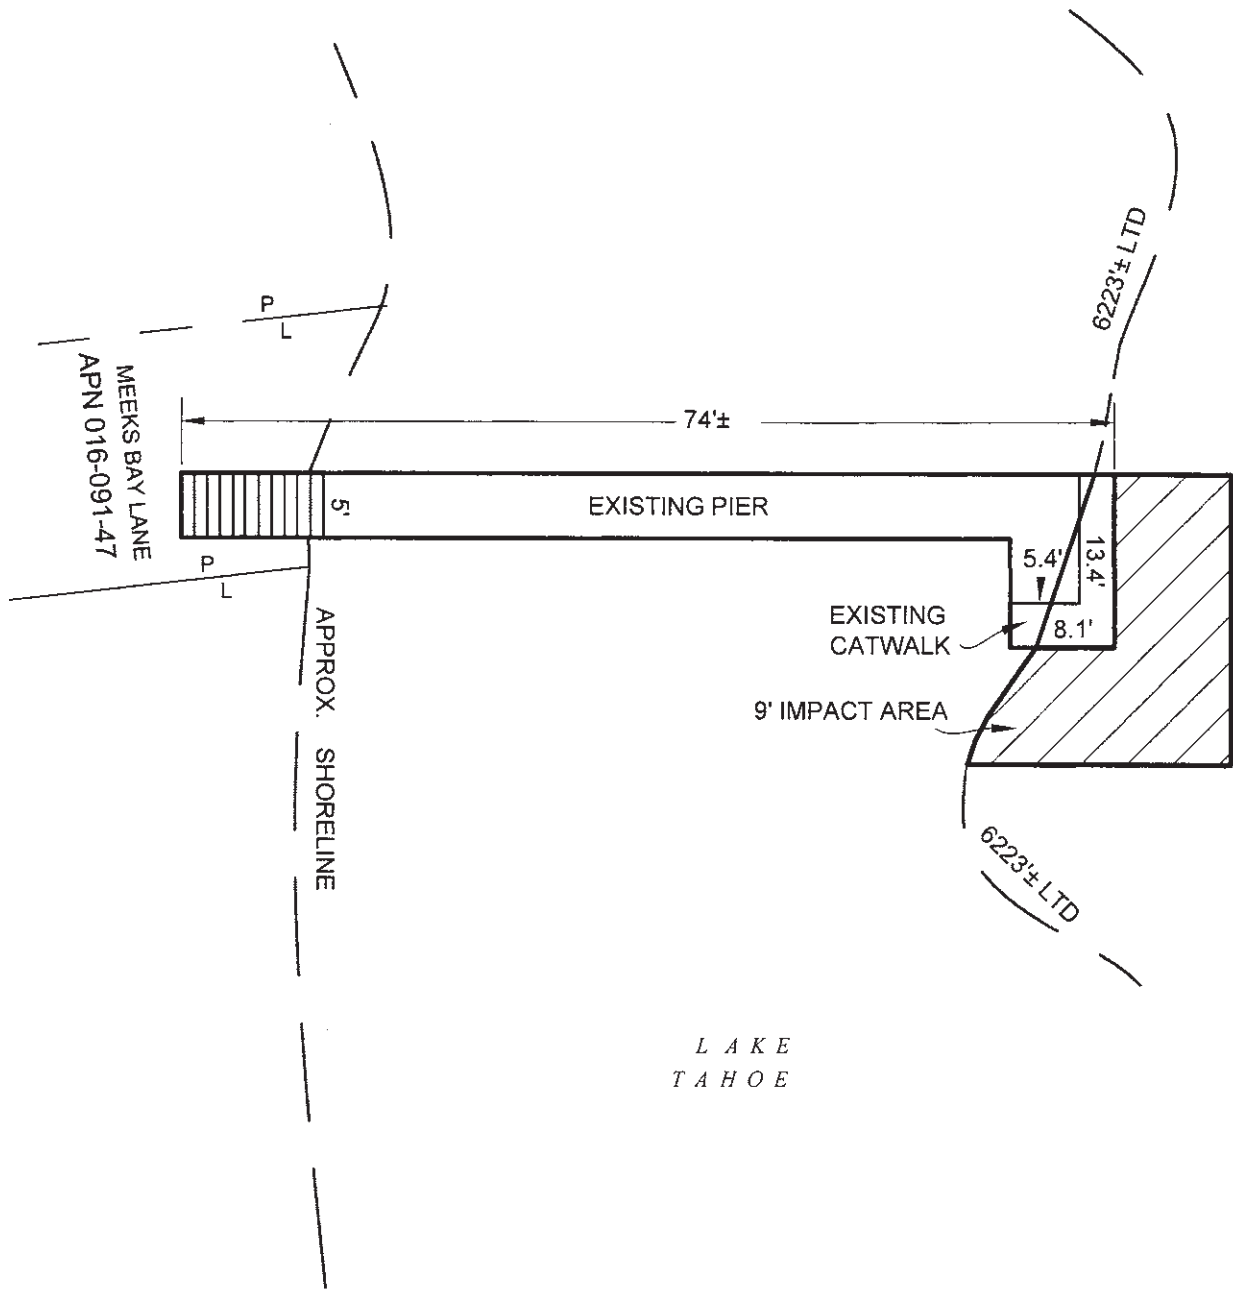 6223'± LTD
P
L
MEEKS BAY LANE
APN 016-091-47
74'±
5'
EXISTING PIER
13.4'
5.4'
8.1'
EXISTING
CATWALK
P
L
9' IMPACT AREA
APPROX. SHORELINE
6223'± LTD
LAKE
TAHOE